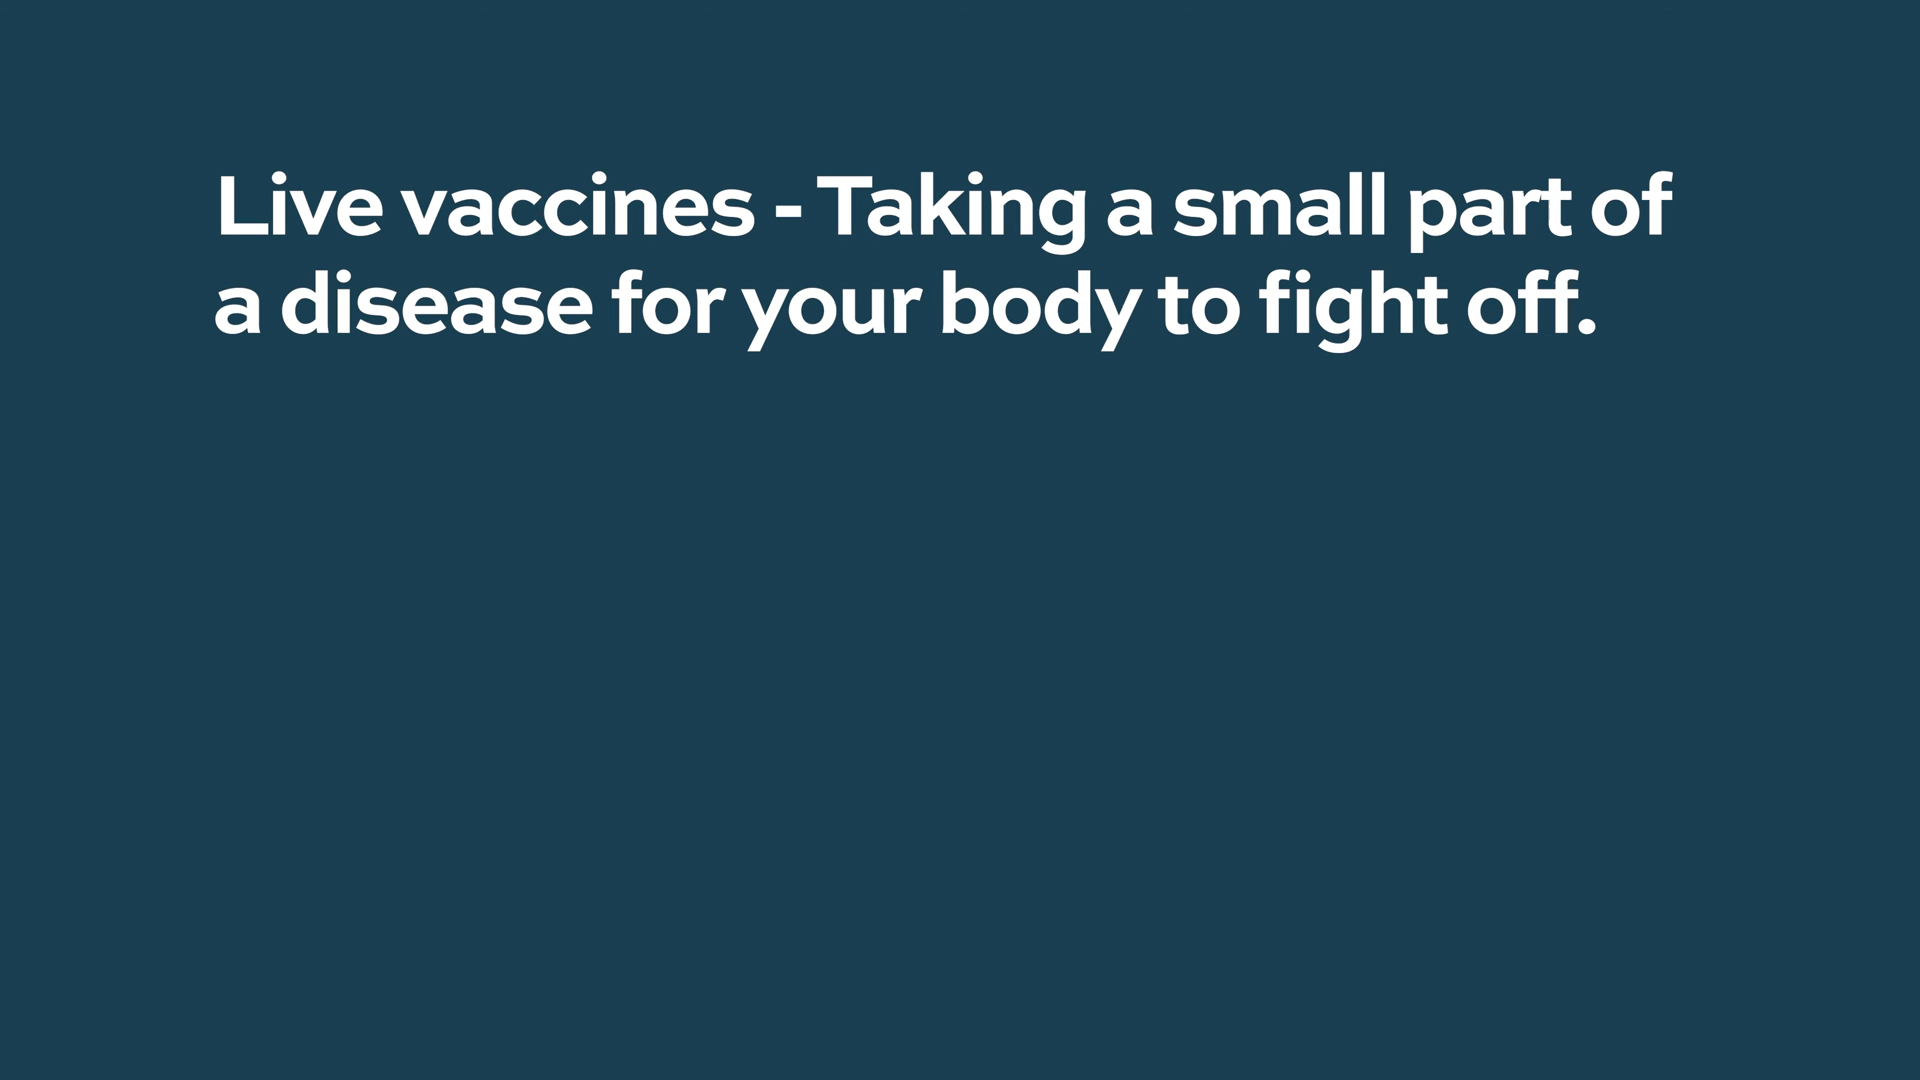 Live vaccines - Taking a small part of
a disease for your body to fight off.